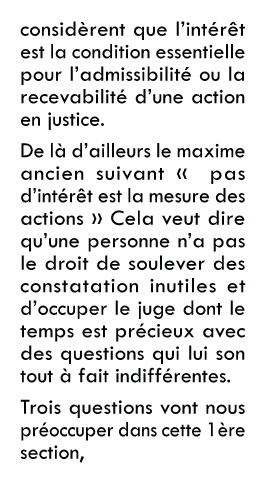 considèrent que l'intérêt
est la condition essentielle
pour l'admissibilité ou la
recevabilité d'une action
en justice.
De là d'ailleurs le maxime
ancien suivant «  pas
d'intérêt est la mesure des
actions » Cela veut dire
qu'une personne n'a pas
le droit de soulever des
constatation inutiles et
d'occuper le juge dont le
temps est précieux avec
des questions qui lui son
tout à fait indifférentes.
Trois questions vont nous
préoccuper dans cette 1ère
section,